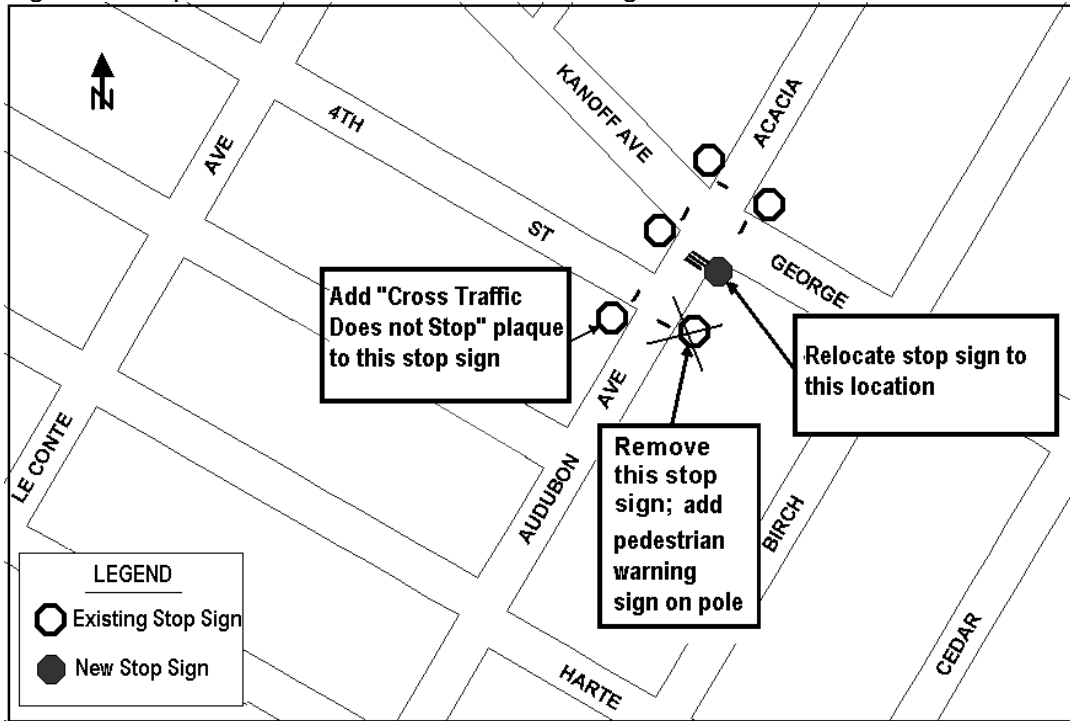 KANOFF AVE
ACACIA
4TH
ST
AVE
N
GEORGE
Add "Cross Traffic
Does not Stop" plaque
to this stop sign
Relocate stop sign to
this location
AVE
AUDUBON
LE CONTE
Remove
this stop
sign; add
pedestrian
warning
sign on pole
BIRCH
CEDAR
HARTE
LEGEND
Existing Stop Sign
New Stop Sign